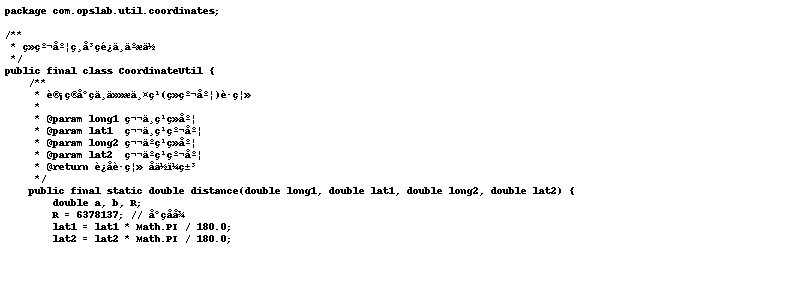 package com.opslab.util.coordinates;
/**
 * ç»çº¬åº¦ç¸å³çé¿ä¸äºæä½
 */
public final class CoordinateUtil {
/**
 * è®¡ç®å°çä¸ä»»æä¸¤ç¹(ç»çº¬åº¦)è·ç¦»
 *
 * @param long1 ç¬¬ä¸ç¹ç»åº¦
 * @param lat1 ç¬¬ä¸ç¹çº¬åº¦
 * @param long2 ç¬¬äºç¹ç»åº¦
 * @param lat2 ç¬¬äºç¹çº¬åº¦
 * @return è¿åè·ç¦» åä½ï¼ç±³
 */
public final static double distance(double long1, double lat1, double long2, double lat2) {
double a, b, R;
R = 6378137; // å°çåå¾
lat1 = lat1 * Math.PI / 180.0;
lat2 = lat2 * Math.PI / 180.0;